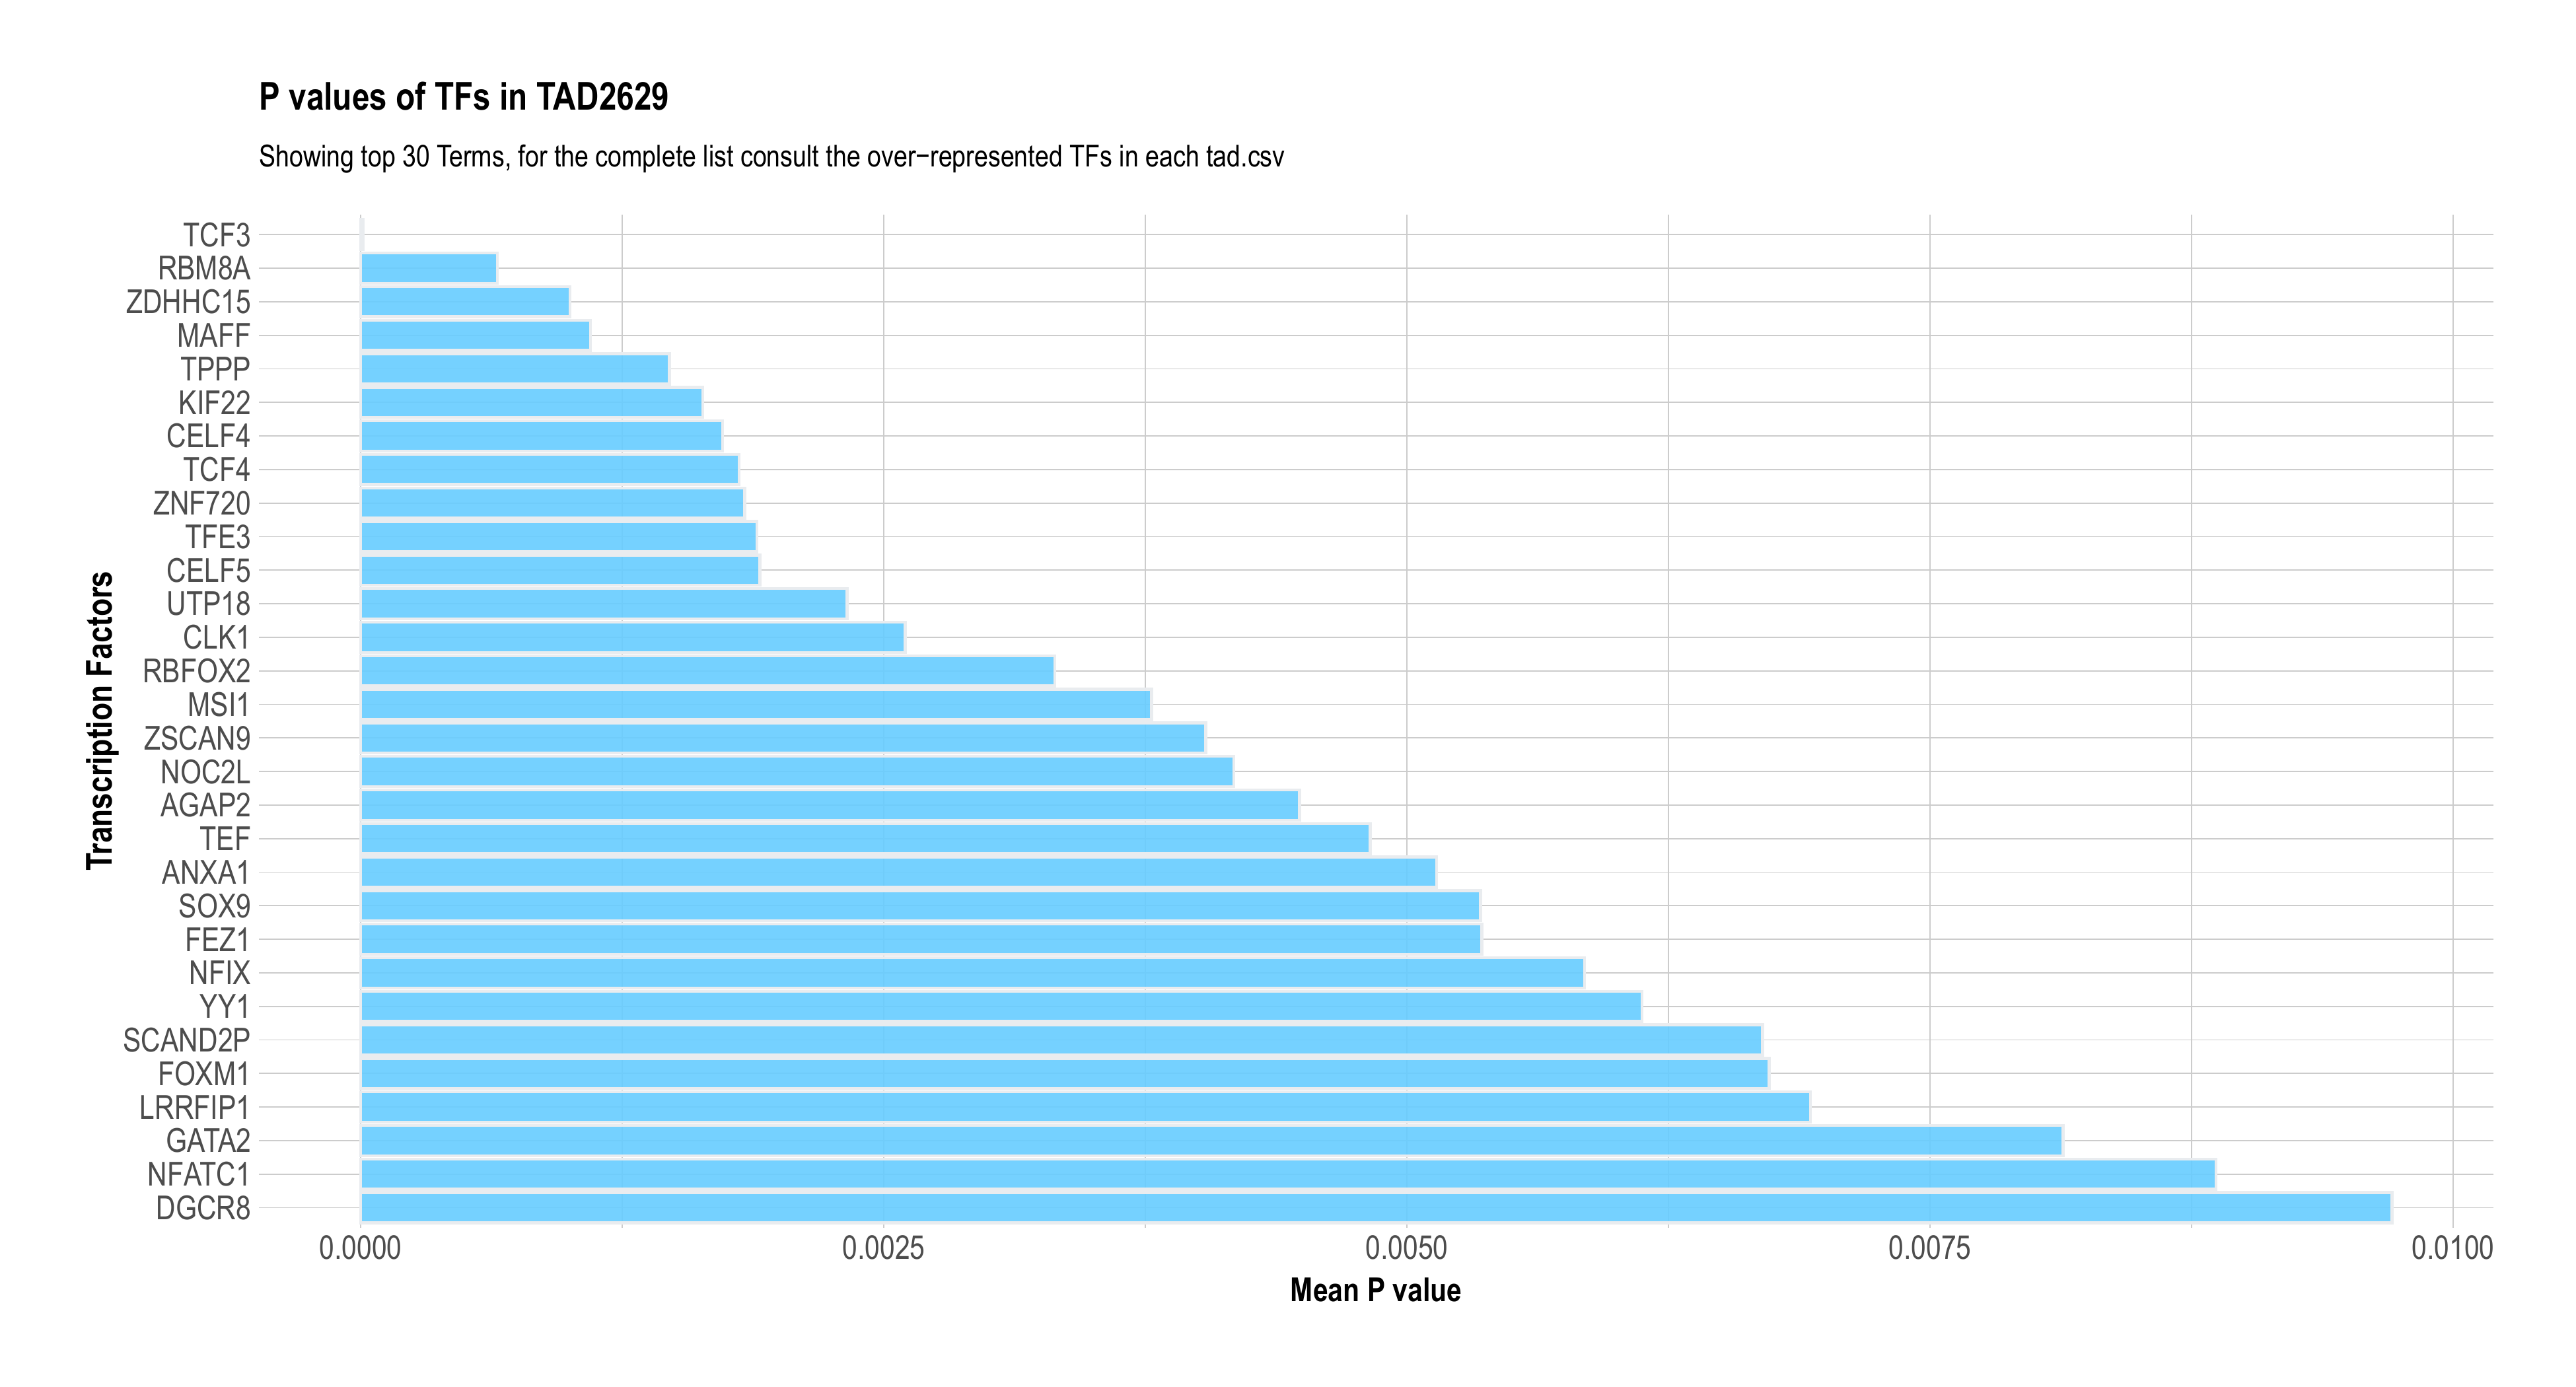 P values of TFs in TAD2629
Showing top 30 Terms, for the complete list consult the over−represented TFs in each tad.csv
Transcription Factors
TCF3
RBM8A
ZDHHC15
MAFF
TPPP
KIF22
CELF4
TCF4
ZNF720
TFE3
CELF5
UTP18
CLK1
RBFOX2
MSI1
ZSCAN9
NOC2L
AGAP2
TEF
ANXA1
SOX9
FEZ1
NFIX
YY1
SCAND2P
FOXM1
LRRFIP1
GATA2
NFATC1
DGCR8
0.0000 0.0025 0.0050 0.0075 0.0100
Mean P value